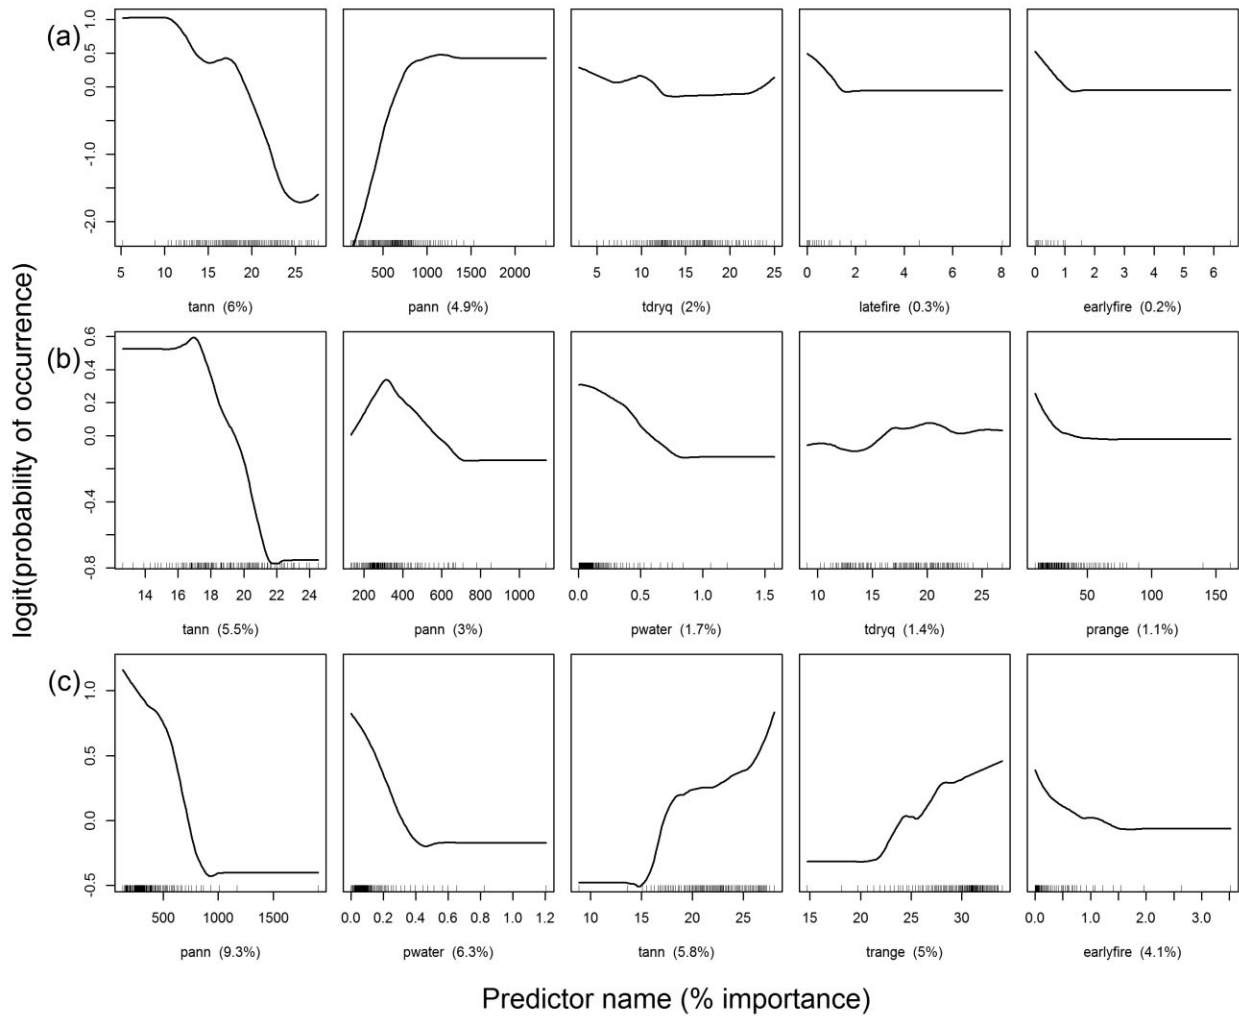 (a)
1.0
0.5
0.0
-1.0
-2.0
5 10 15 20 25
500 1000 1500 2000
5 10 15 20 25
0 2 4 6 8
0 1 2 3 4 5 6
tann (6%)
pann (4.9%)
tdryq (2%)
latefire (0.3%)
earlyfire (0.2%)
logit(probability of occurrence)
(b)
0.6
0.4
0.2
0.0
-0.4
-0.8
14 16 18 20 22 24
200 400 600 800 1000
0.0 0.5 1.0 1.5
10 15 20 25
50 100 150
tann (5.5%)
pann (3%)
pwater (1.7%)
tdryq (1.4%)
prange (1.1%)
(c)
1.0
0.5
0.0
-0.5
500 1000 1500
0.0 0.2 0.4 0.6 0.8 1.0 1.2
10 15 20 25
15 20 25 30
0.0 1.0 2.0 3.0
pann (9.3%)
pwater (6.3%)
tann (5.8%)
trange (5%)
earlyfire (4.1%)
Predictor name (% importance)